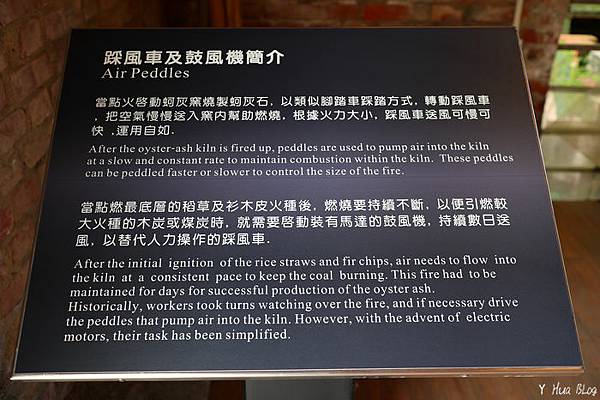 踩風車及鼓風機簡介
Air Peddles
當點火啓動蚵灰窯燒製蚵灰石，以類似腳踏車踩踏方式，轉動踩風車
，把空氣慢慢送入窯內幫助燃燒，根據火力大小，踩風車送風可慢可
快，運用自如．
After the oyster-ash kiln is fired up, peddles are used to pump air into the kiln
at a slow and constant rate to maintain combustion within the kiln. These peddles
can be peddled faster or slower to control the size of the fire.
當點燃最底層的稻草及衫木皮火種後，燃燒要持續不斷，以便引燃較
大火種的木炭或煤炭時，就需要啓動裝有馬達的鼓風機，持續數日送
風，以替代人力操作的踩風車．
After the initial ignition of the rice straws and fir chips, air needs to flow into
the kiln at a consistent pace to keep the coal burning. This fire had to be
maintained for days for successful production of the oyster ash.
Historically, workers took turns watching over the fire, and if necessary drive
the peddles that pump air into the kiln. However, with the advent of electric
motors, their task has been simplified.
Y Hua BLog